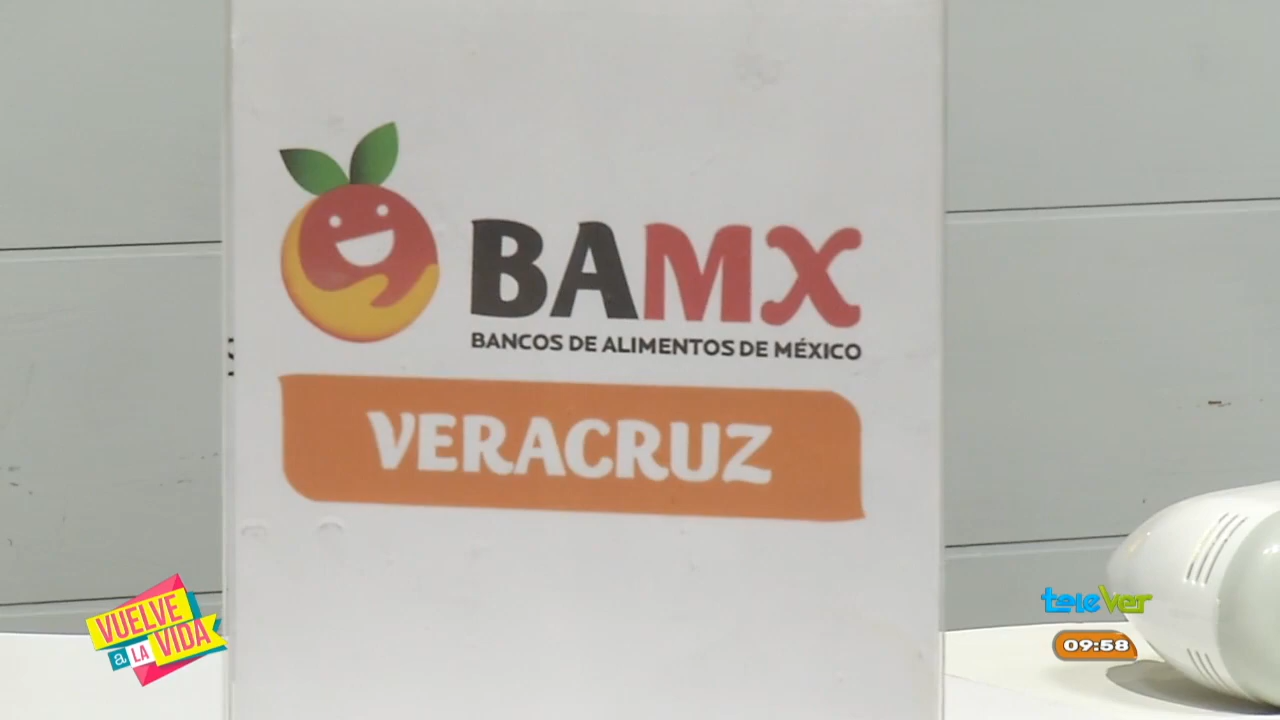 BAMX
BANCOS DE ALIMENTOS DE MÉXICO
VERACRUZ
VUELVE
a LA VIDA
teleVer
09:58